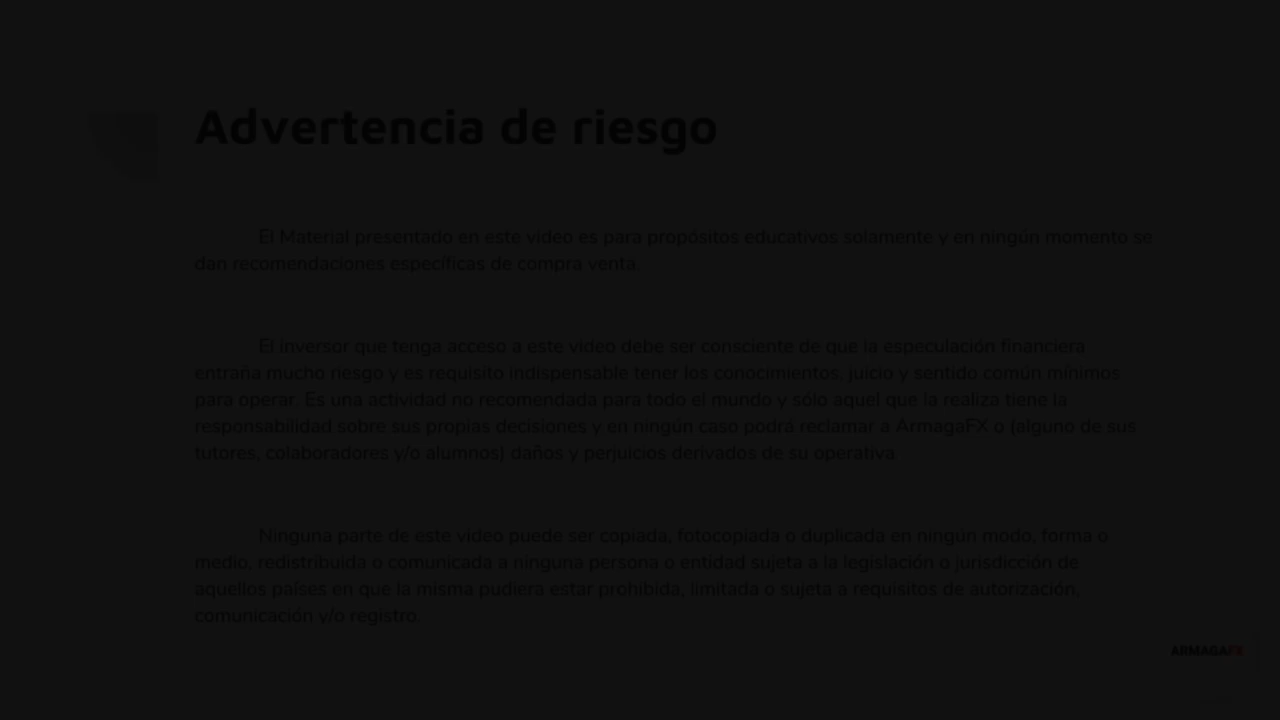 Advertencia de riesgo
El Material presentado en este video es para propósitos educativos solamente y en ningún momento se
dan recomendaciones específicas de compra venta.
El inversor que tenga acceso a este video debe ser consciente de que la especulación financiera
entraña mucho riesgo y es requisito indispensable tener los conocimientos, juicio y sentido común mínimos
para operar. Es una actividad no recomendada para todo el mundo y sólo aquel que la realiza tiene la
responsabilidad sobre sus propias decisiones y en ningún caso podrá reclamar a ArmagaFX o (alguno de sus
tutores, colaboradores y/o alumnos) daños y perjuicios derivados de su operativa.
Ninguna parte de este video puede ser copiada, fotocopiada o duplicada en ningún modo, forma o
medio, redistribuida o comunicada a ninguna persona o entidad sujeta a la legislación o jurisdicción de
aquellos países en que la misma pudiera estar prohibida, limitada o sujeta a requisitos de autorización,
comunicación y/o registro.
ARMAGAFX